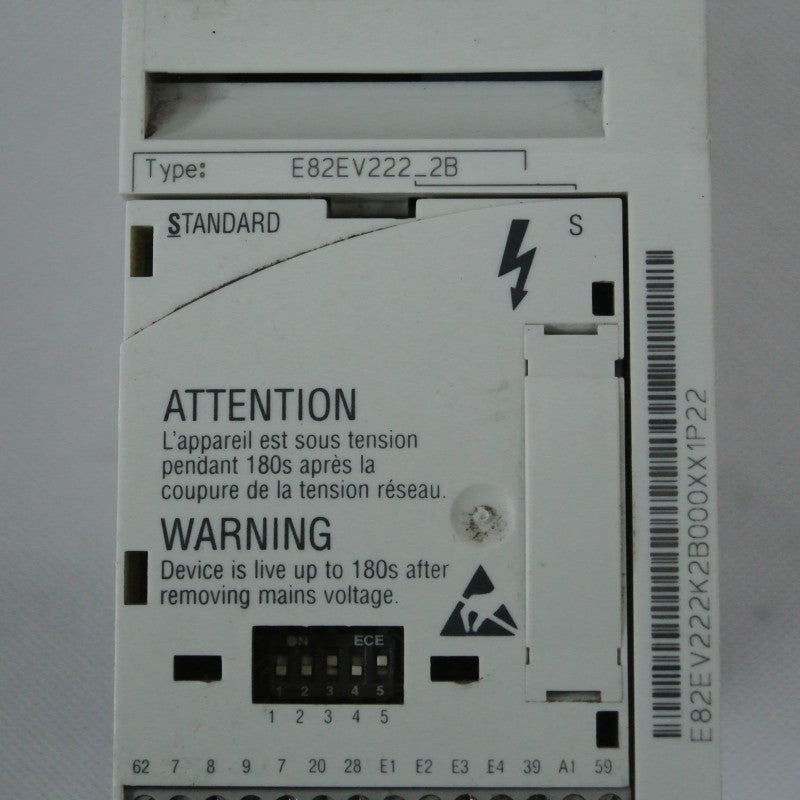 Type: E82EV222_2B
STANDARD S
ATTENTION
L'appareil est sous tension
pendant 180s après la
coupure de la tension réseau.
WARNING
Device is live up to 180s after
removing mains voltage.
ON ECE
1 2 3 4 5
1 2 3 4 5
62 7 8 9 7 20 28 E1 E2 E3 E4 39 A1 59
E82EV222K2B000XX1P22